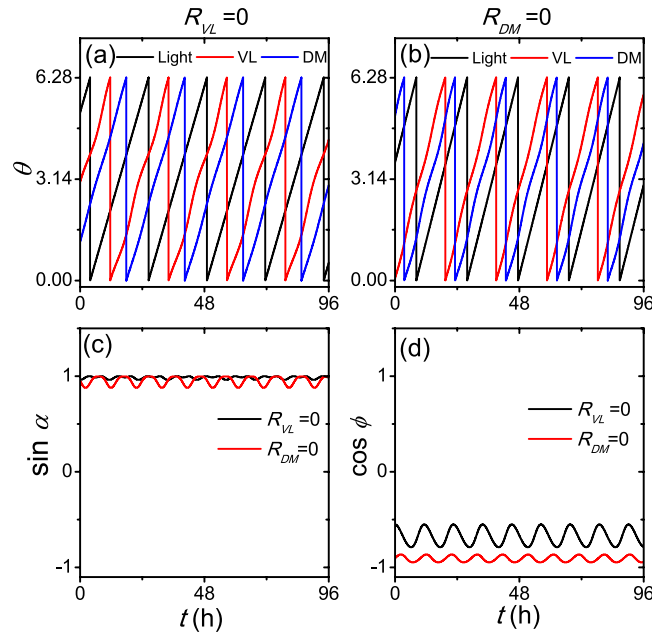 R_VL=0 R_DM=0
(a) Light VL DM
(b) Light VL DM
6.28 6.28
θ
3.14 3.14
0.00 0.00
0 48 96 0 48 96
(c) (d)
1 1
sin α
R_VL=0
R_DM=0
cos ϕ
R_VL=0
R_DM=0
0 0
-1 -1
0 48 96 0 48 96
t (h) t (h)